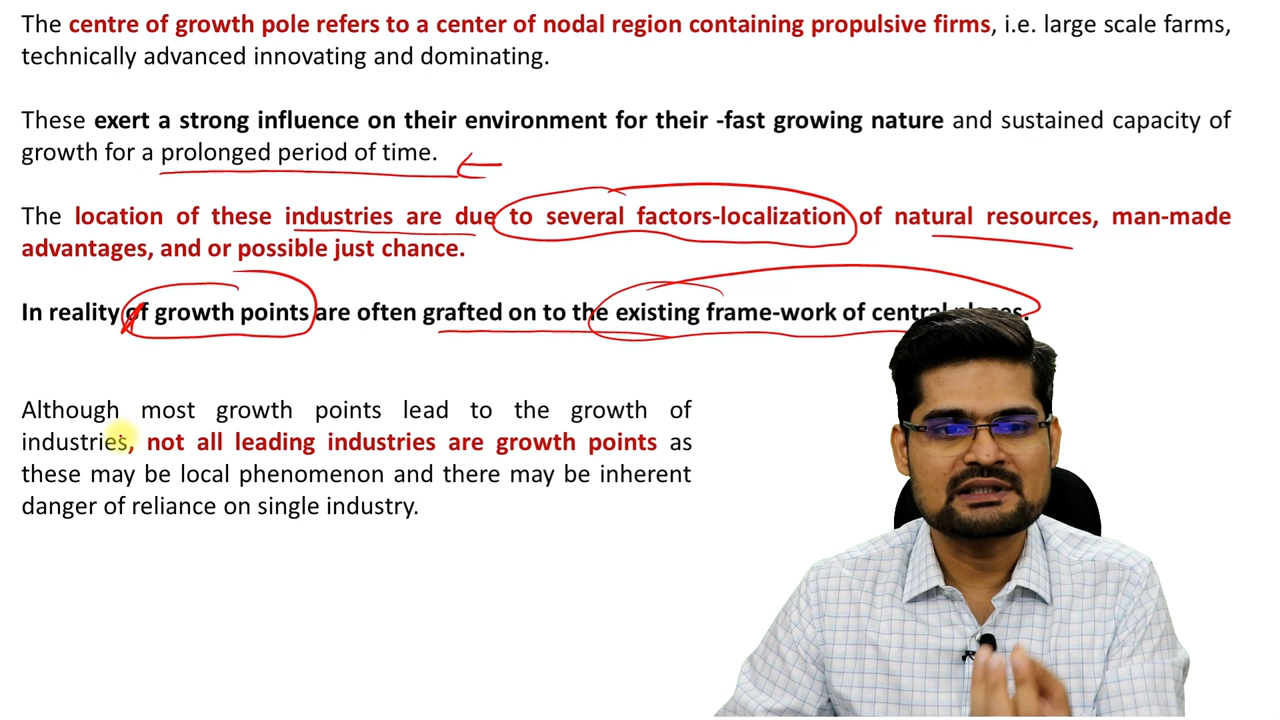 The centre of growth pole refers to a center of nodal region containing propulsive firms, i.e. large scale farms,
technically advanced innovating and dominating.
These exert a strong influence on their environment for their -fast growing nature and sustained capacity of
growth for a prolonged period of time.
The location of these industries are due to several factors-localization of natural resources, man-made
advantages, and or possible just chance.
In reality of growth points are often grafted on to the existing frame-work of central places.
Although most growth points lead to the growth of
industries, not all leading industries are growth points as
these may be local phenomenon and there may be inherent
danger of reliance on single industry.